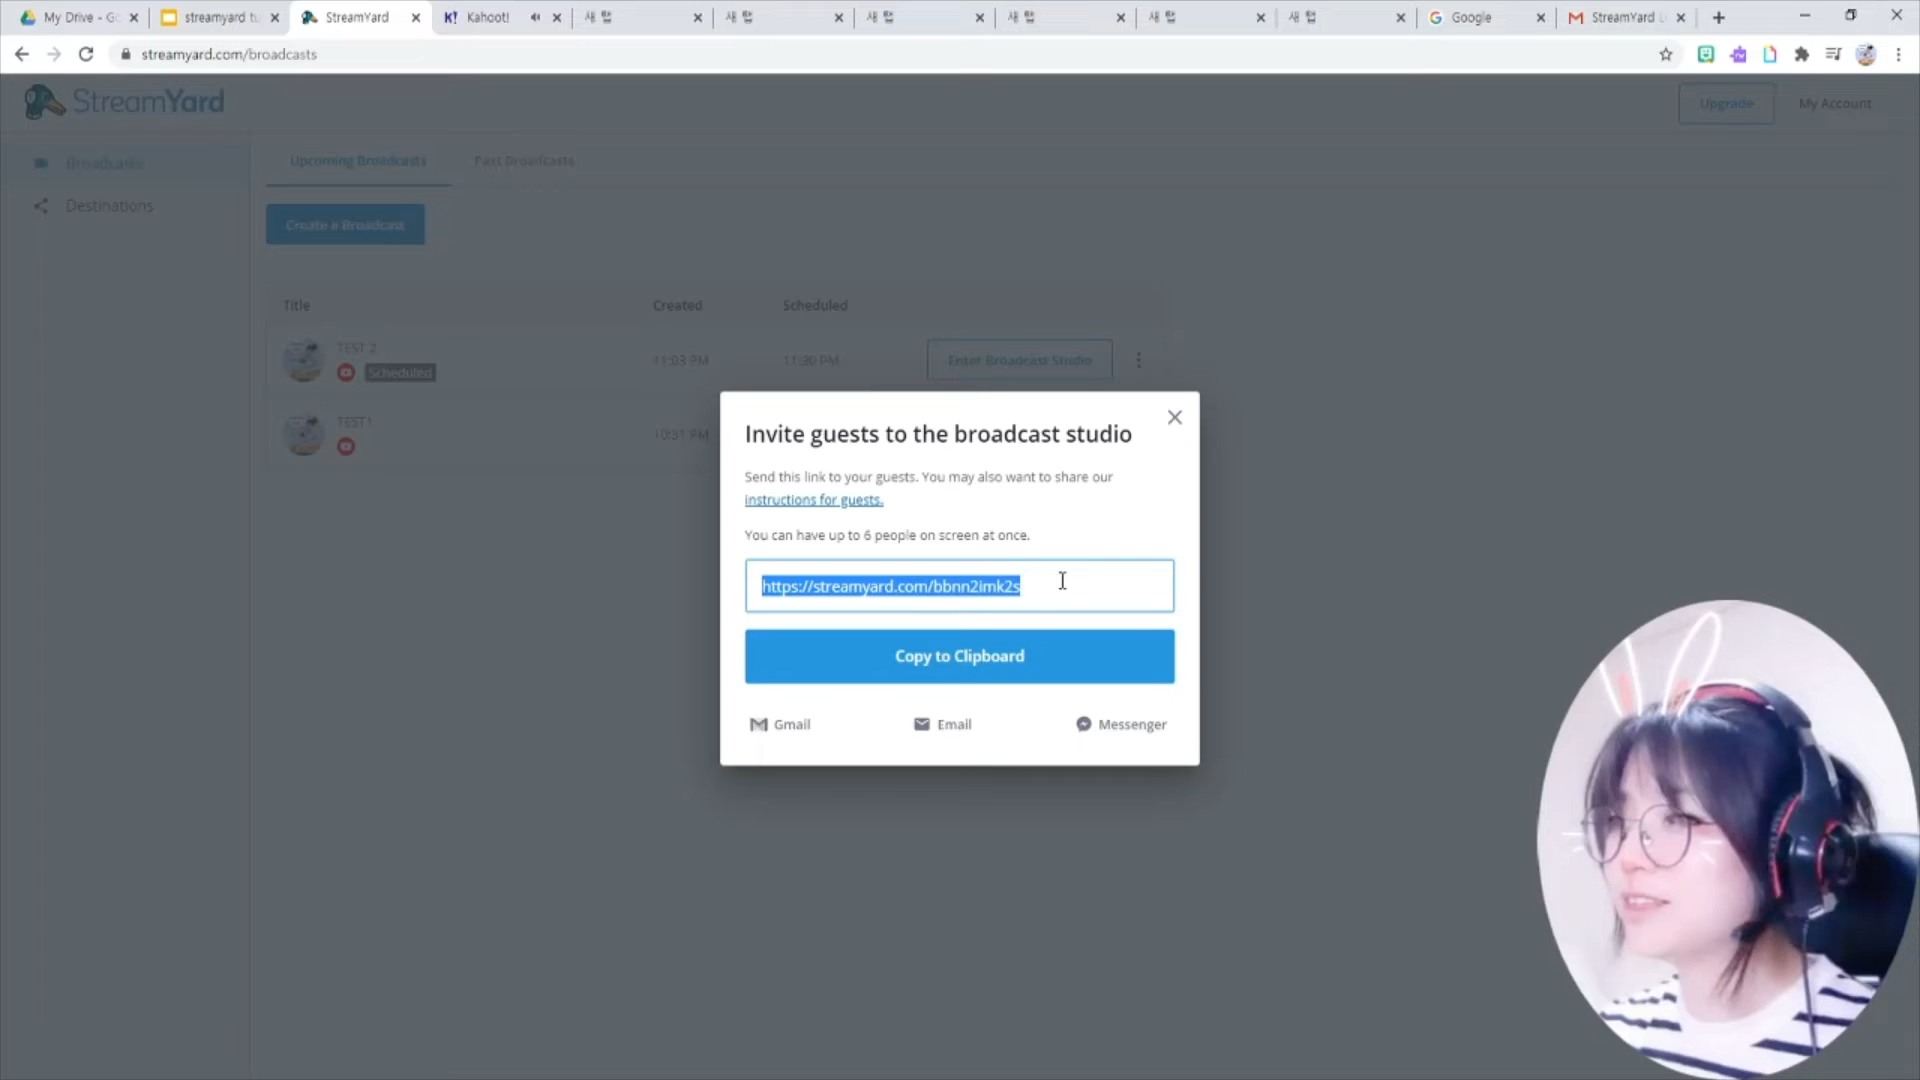 My Drive - Go
streamyard tu
StreamYard
Kahoot!
새 탭
새 탭
새 탭
새 탭
새 탭
새 탭
Google
StreamYard L
streamyard.com/broadcasts
StreamYard
Upgrade
My Account
Broadcasts
Destinations
Upcoming Broadcasts
Past Broadcasts
Create a Broadcast
Title
Created
Scheduled
TEST 2
Scheduled
11:03 PM
11:30 PM
Enter Broadcast Studio
TEST1
10:31 PM
Invite guests to the broadcast studio
Send this link to your guests. You may also want to share our
instructions for guests.
You can have up to 6 people on screen at once.
https://streamyard.com/bbnn2imk2s
Copy to Clipboard
Gmail
Email
Messenger